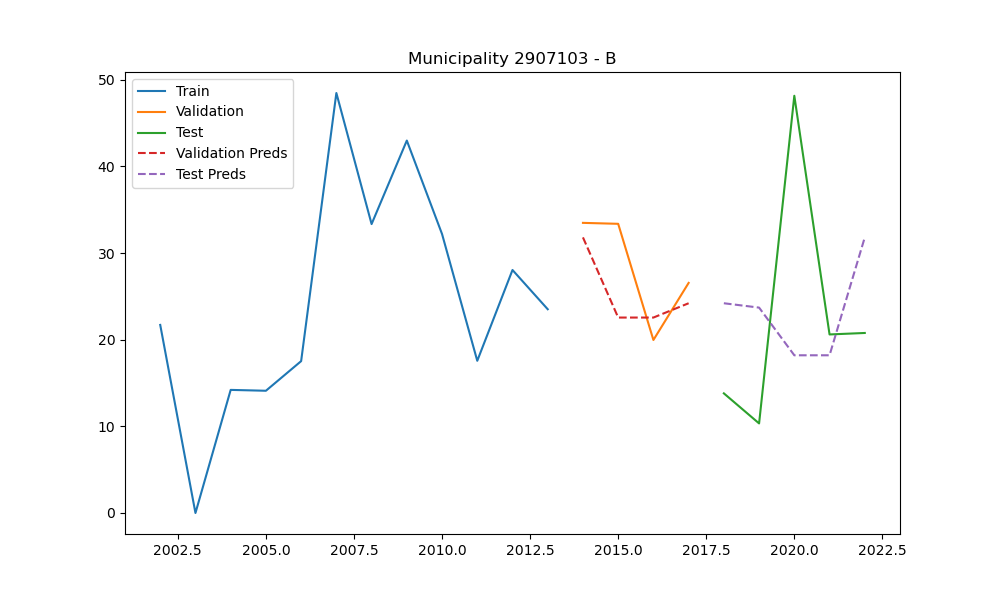 Municipality 2907103 - B
Train
Validation
Test
Validation Preds
Test Preds
50
40
30
20
10
0
2002.5 2005.0 2007.5 2010.0 2012.5 2015.0 2017.5 2020.0 2022.5